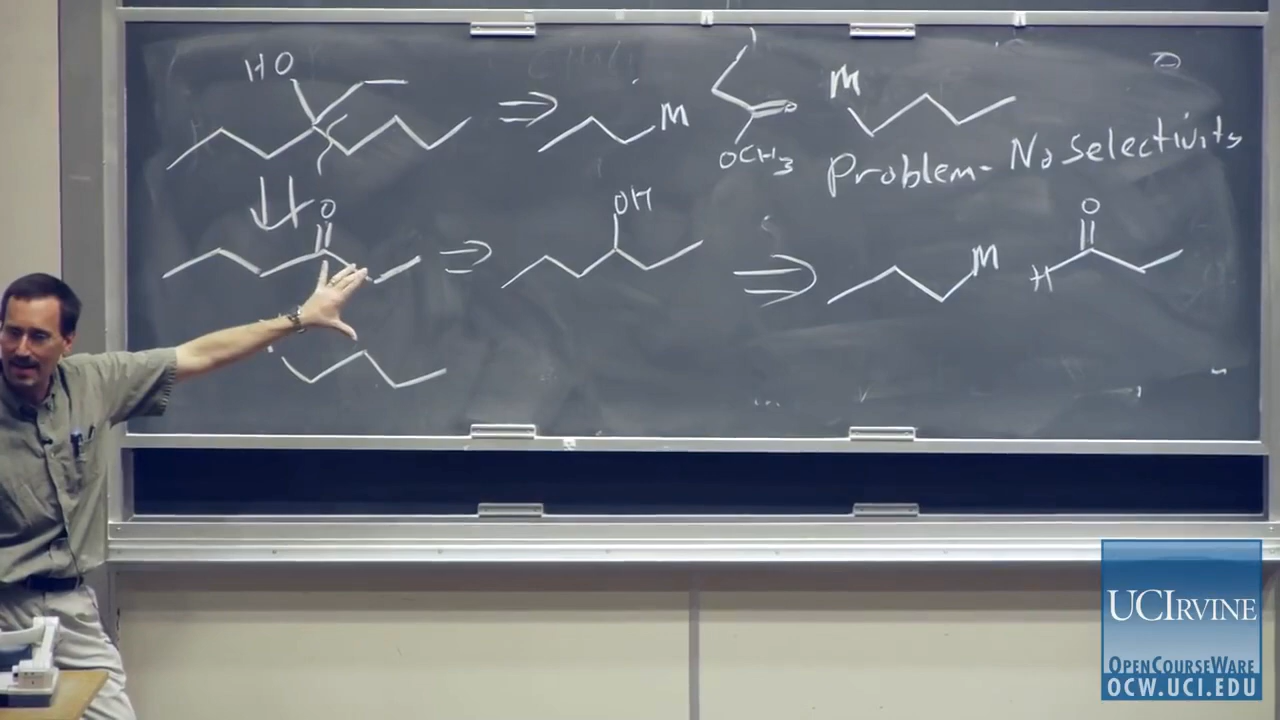 HO
M
OCH3
O
M
Problem- No selectivity
O
OH
M
H
O
UCIRVINE
OPENCOURSEWARE
OCW.UCI.EDU